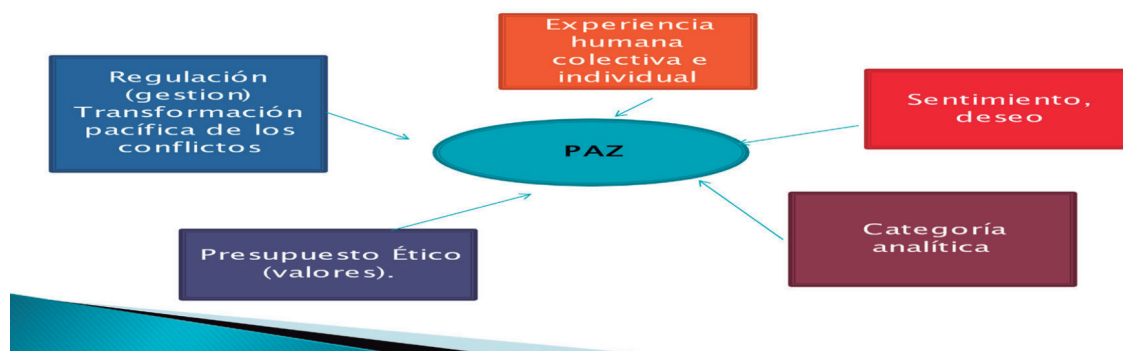 Experiencia
humana
colectiva e
individual
Regulación
(gestion)
Transformación
pacífica de los
conflictos
Sentimiento,
deseo
PAZ
Presupuesto Ético
(valores).
Categoría
analítica